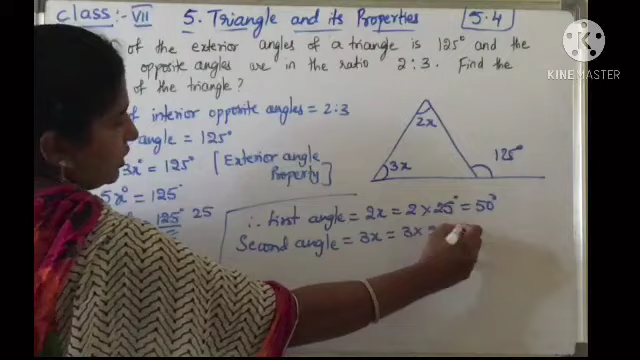 Class:- VII
5. Triangle and its Properties
5.4
of the exterior angles of a triangle is 125° and the
opposite angles are in the ratio 2:3. Find the
of the triangle?
of interior opposite angles = 2:3
angle = 125°
3x° = 125° [Exterior angle Property]
5x° = 125°
125° 25
2x
3x
125°
∴ First angle = 2x = 2 × 25° = 50°
Second angle = 3x = 3×
KINEMASTER